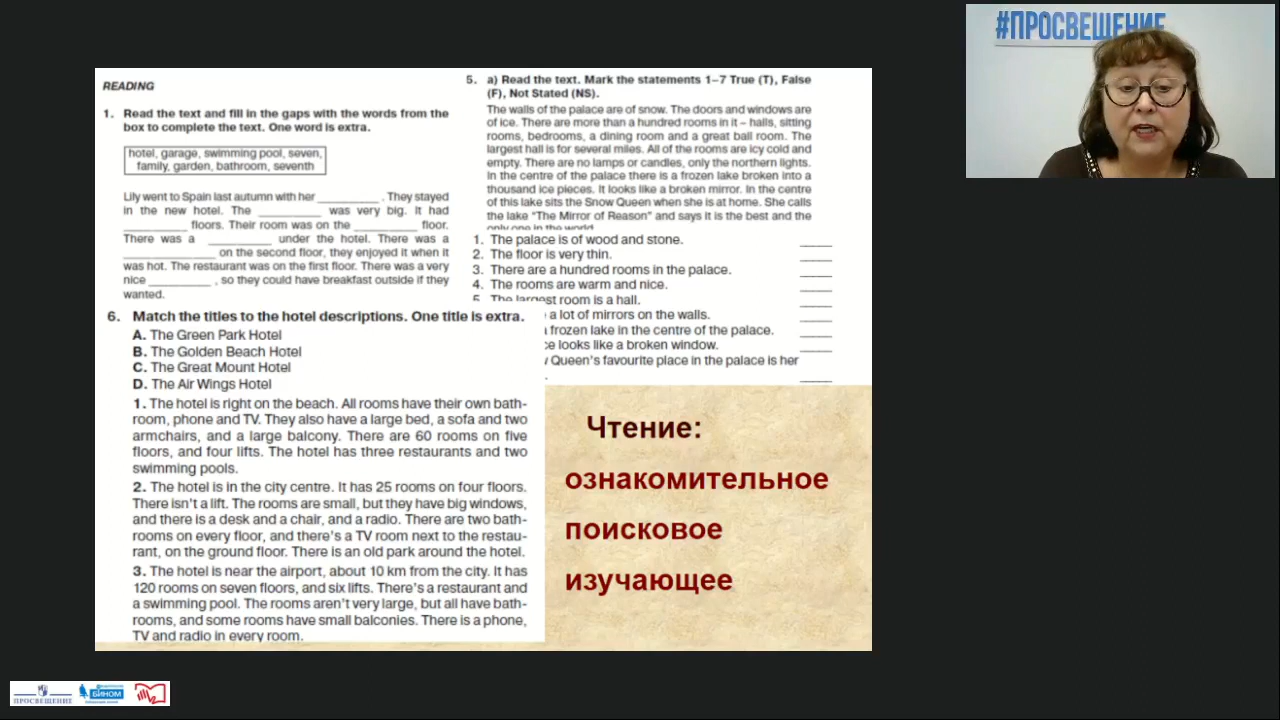 #ПРОСВЕЩЕНИЕ
READING
1. Read the text and fill in the gaps with the words from the
box to complete the text. One word is extra.
hotel, garage, swimming pool, seven,
family, garden, bathroom, seventh
Lily went to Spain last autumn with her __________ . They stayed
in the new hotel. The __________ was very big. It had
__________ floors. Their room was on the __________ floor.
There was a __________ under the hotel. There was a
_______________ on the second floor, they enjoyed it when it
was hot. The restaurant was on the first floor. There was a very
nice __________ , so they could have breakfast outside if they
wanted.
5. a) Read the text. Mark the statements 1–7 True (T), False
(F), Not Stated (NS).
The walls of the palace are of snow. The doors and windows are
of ice. There are more than a hundred rooms in it – halls, sitting
rooms, bedrooms, a dining room and a great ball room. The
largest hall is for several miles. All of the rooms are icy cold and
empty. There are no lamps or candles, only the northern lights.
In the centre of the palace there is a frozen lake broken into a
thousand ice pieces. It looks like a broken mirror. In the centre
of this lake sits the Snow Queen when she is at home. She calls
the lake “The Mirror of Reason” and says it is the best and the
only one in the world
1. The palace is of wood and stone. _____
2. The floor is very thin. _____
3. There are a hundred rooms in the palace. _____
4. The rooms are warm and nice. _____
5. The largest room is a hall. _____
a lot of mirrors on the walls. _____
frozen lake in the centre of the palace. _____
looks like a broken window. _____
Queen’s favourite place in the palace is her
. _____
6. Match the titles to the hotel descriptions. One title is extra.
A. The Green Park Hotel
B. The Golden Beach Hotel
C. The Great Mount Hotel
D. The Air Wings Hotel
1. The hotel is right on the beach. All rooms have their own bath-
room, phone and TV. They also have a large bed, a sofa and two
armchairs, and a large balcony. There are 60 rooms on five
floors, and four lifts. The hotel has three restaurants and two
swimming pools.
2. The hotel is in the city centre. It has 25 rooms on four floors.
There isn’t a lift. The rooms are small, but they have big windows,
and there is a desk and a chair, and a radio. There are two bath-
rooms on every floor, and there’s a TV room next to the restau-
rant, on the ground floor. There is an old park around the hotel.
3. The hotel is near the airport, about 10 km from the city. It has
120 rooms on seven floors, and six lifts. There’s a restaurant and
a swimming pool. The rooms aren’t very large, but all have bath-
rooms, and some rooms have small balconies. There is a phone,
TV and radio in every room.
Чтение:
ознакомительное
поисковое
изучающее
ПРОСВЕЩЕНИЕ
БИНОМ